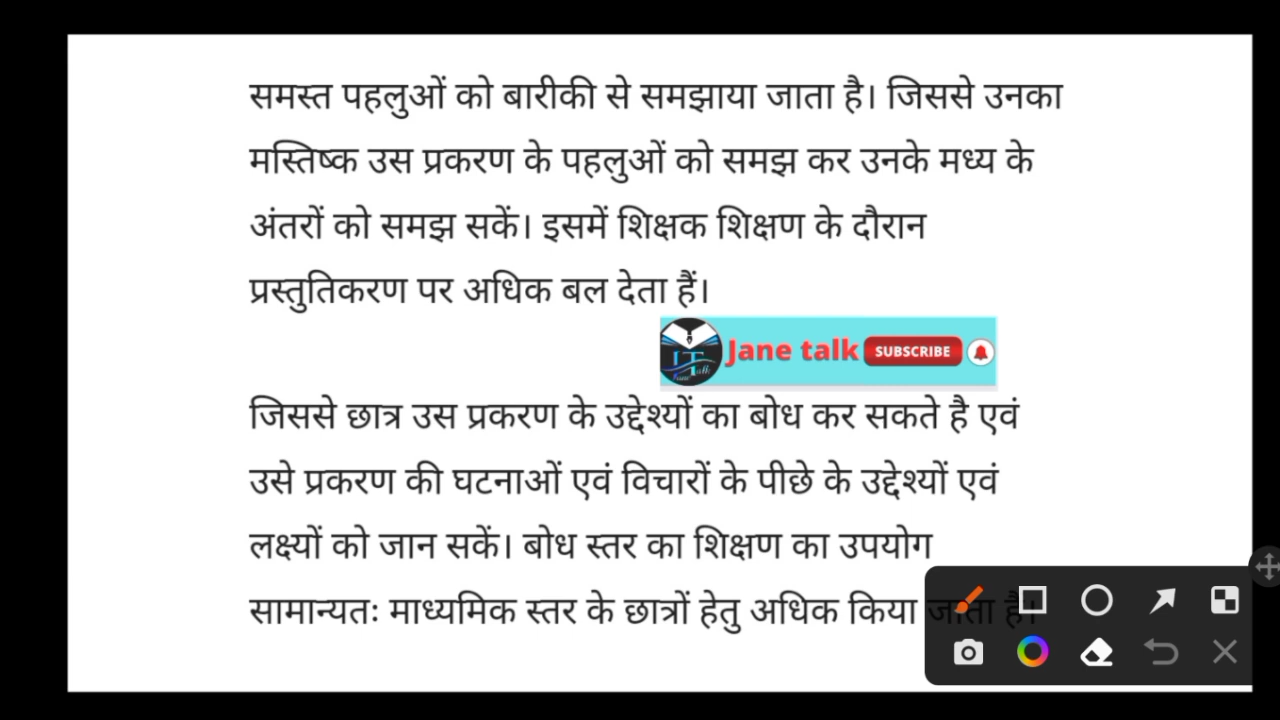 समस्त पहलुओं को बारीकी से समझाया जाता है। जिससे उनका
मस्तिष्क उस प्रकरण के पहलुओं को समझ कर उनके मध्य के
अंतरों को समझ सकें। इसमें शिक्षक शिक्षण के दौरान
प्रस्तुतिकरण पर अधिक बल देता हैं।
Jane talk SUBSCRIBE
जिससे छात्र उस प्रकरण के उद्देश्यों का बोध कर सकते है एवं
उसे प्रकरण की घटनाओं एवं विचारों के पीछे के उद्देश्यों एवं
लक्ष्यों को जान सकें। बोध स्तर का शिक्षण का उपयोग
सामान्यतः माध्यमिक स्तर के छात्रों हेतु अधिक किया जाता है।